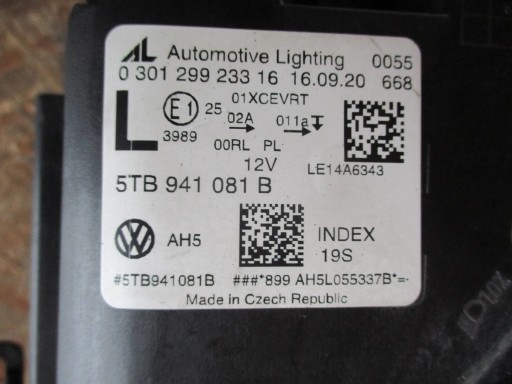 AL Automotive Lighting 0055
0 301 299 233 16 16.09.20 668
L E1 25 01XCEVRT
02A 011a
3989 00RL PL
12V LE14A6343
5TB 941 081 B
VW AH5 INDEX
19S
#5TB941081B ###*899 AH5L055337B*=-
Made in Czech Republic